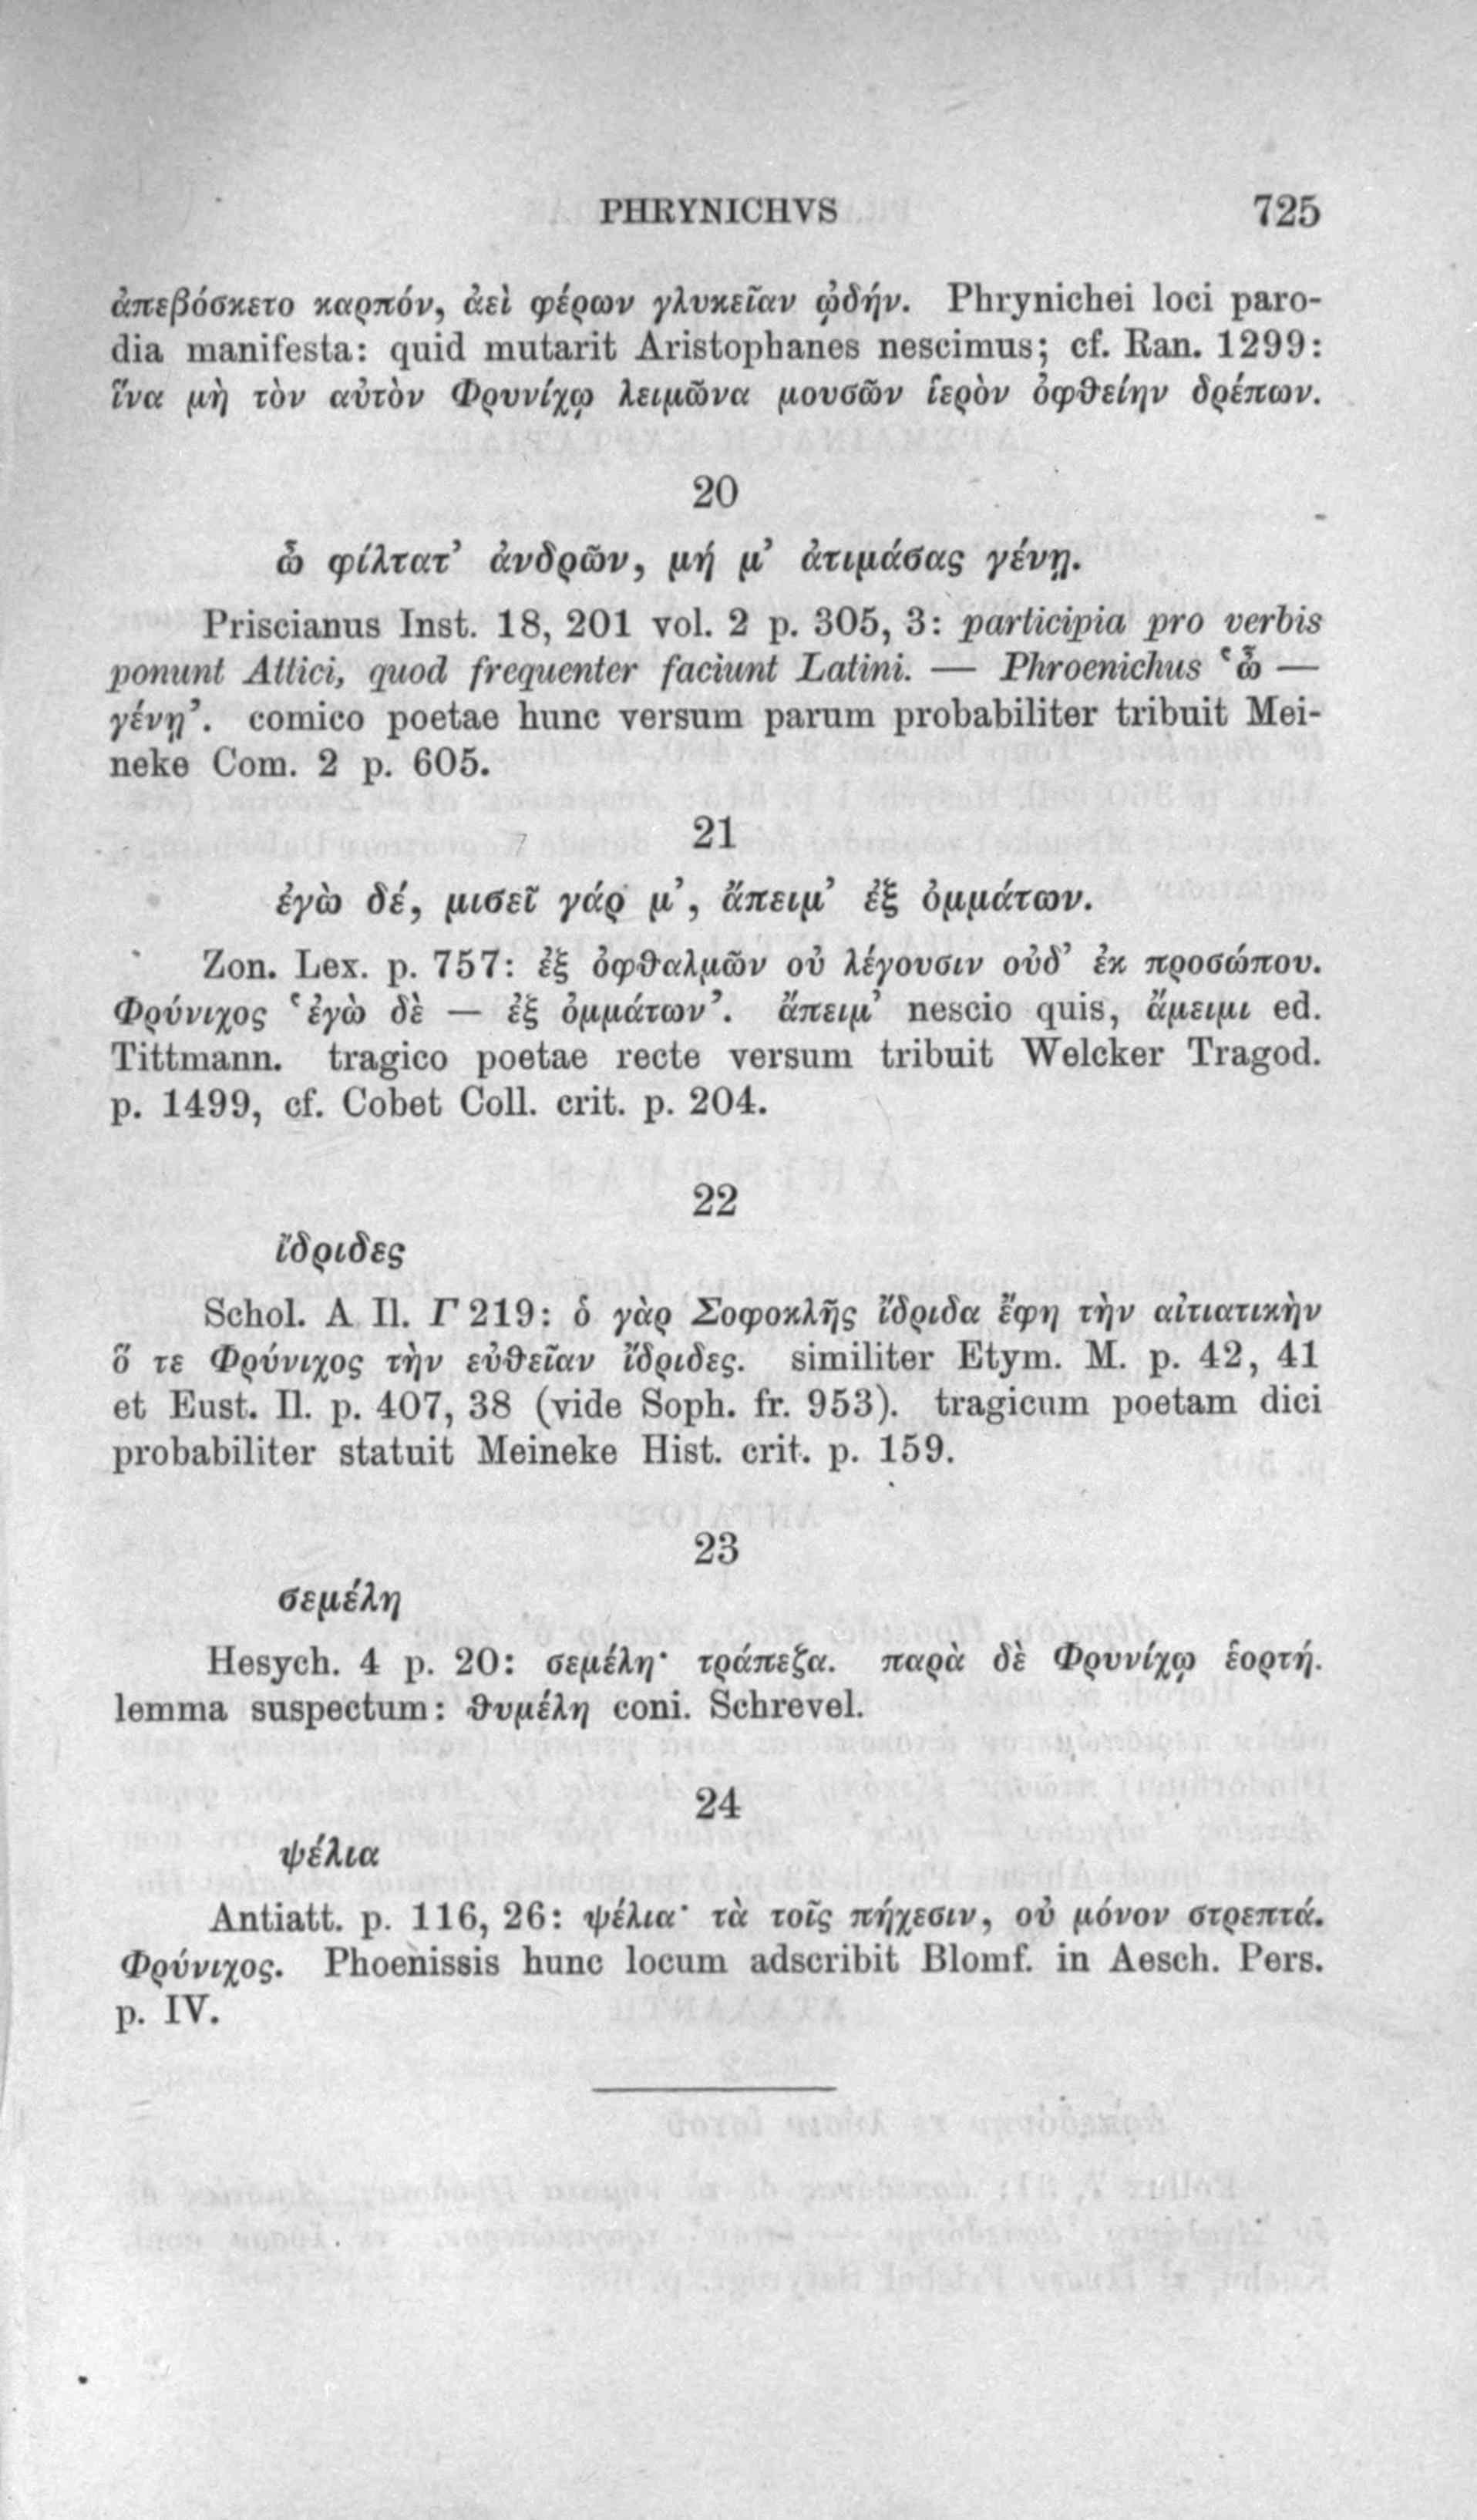 PHRYNICHVS 725
ἀπεβόσκετο καρπόν, ἀεὶ φέρων γλυκεῖαν ᾠδήν. Phrynichei loci paro-
dia manifesta: quid mutarit Aristophanes nescimus; cf. Ran. 1299:
ἵνα μὴ τὸν αὐτὸν Φρυνίχῳ λειμῶνα μουσῶν ἱερὸν ὀφθείην δρέπων.
20
ὦ φίλτατ’ ἀνδρῶν, μή μ’ ἀτιμάσας γένῃ.
Priscianus Inst. 18, 201 vol. 2 p. 305, 3: participia pro verbis
ponunt Attici, quod frequenter faciunt Latini. — Phroenichus ‘ὦ —
γένῃ’. comico poetae hunc versum parum probabiliter tribuit Mei-
neke Com. 2 p. 605.
21
ἐγὼ δέ, μισεῖ γάρ μ’, ἄπειμ’ ἐξ ὀμμάτων.
Zon. Lex. p. 757: ἐξ ὀφθαλμῶν οὐ λέγουσιν οὐδ’ ἐκ προσώπου.
Φρύνιχος ‘ἐγὼ δὲ — ἐξ ὀμμάτων’. ἄπειμ’ nescio quis, ἄμειμι ed.
Tittmann. tragico poetae recte versum tribuit Welcker Tragod.
p. 1499, cf. Cobet Coll. crit. p. 204.
22
ἴδριδες
Schol. A Il. Γ 219: ὁ γὰρ Σοφοκλῆς ἴδριδα ἔφη τὴν αἰτιατικὴν
ὅ τε Φρύνιχος τὴν εὐθεῖαν ἴδριδες. similiter Etym. M. p. 42, 41
et Eust. Il. p. 407, 38 (vide Soph. fr. 953). tragicum poetam dici
probabiliter statuit Meineke Hist. crit. p. 159.
23
σεμέλη
Hesych. 4 p. 20: σεμέλη· τράπεζα. παρὰ δὲ Φρυνίχῳ ἑορτή.
lemma suspectum: θυμέλη coni. Schrevel.
24
ψέλια
Antiatt. p. 116, 26: ψέλια· τὰ τοῖς πήχεσιν, οὐ μόνον στρεπτά.
Φρύνιχος. Phoenissis hunc locum adscribit Blomf. in Aesch. Pers.
p. IV.